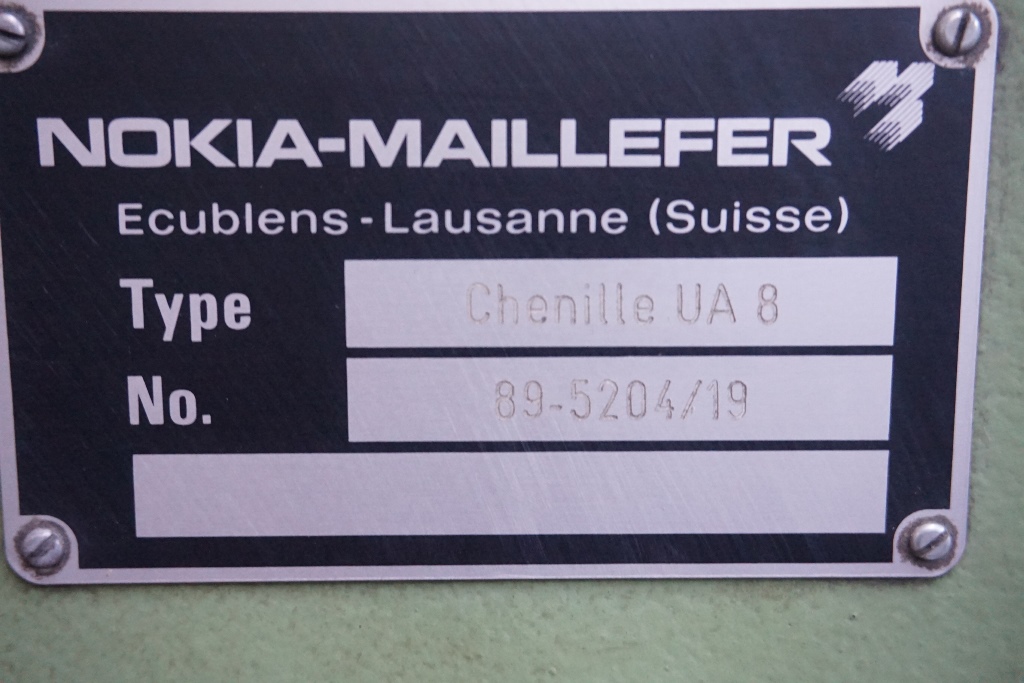 NOKIA-MAILLEFER
Ecublens - Lausanne (Suisse)
Type Chenille UA 8
No. 89-5204/19